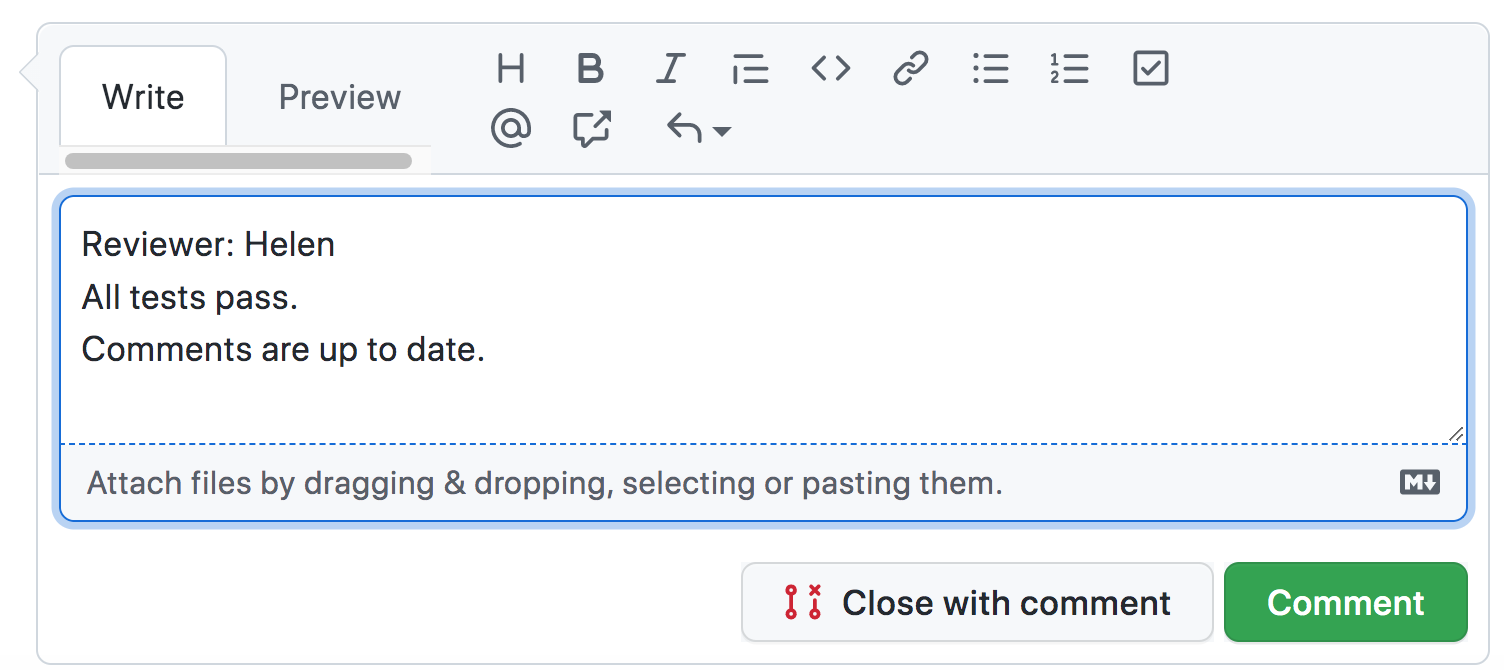 Write Preview
Reviewer: Helen
All tests pass.
Comments are up to date.
Attach files by dragging & dropping, selecting or pasting them.
Close with comment Comment